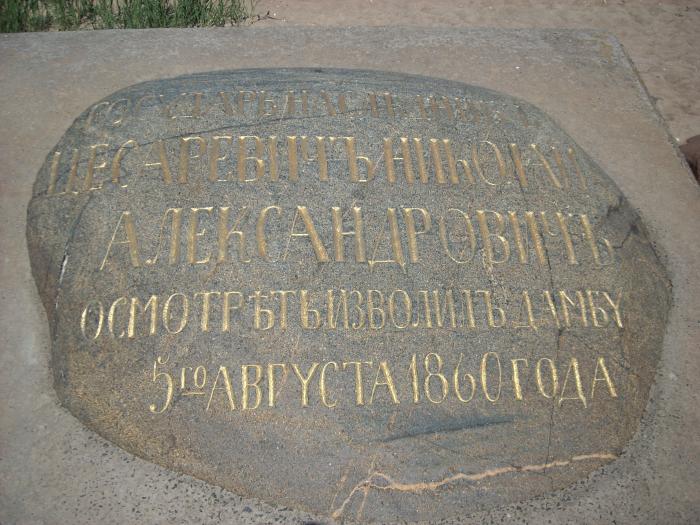 ГОСУДАРЬ НАСЛѢДНИКЪ
ЦЕСАРЕВИЧЪ НИКОЛАЙ
АЛЕКСАНДРОВИЧЪ
ОСМОТРѢТЬ ИЗВОЛИЛЪ ДАМБУ
5ГО АВГУСТА 1860 ГОДА